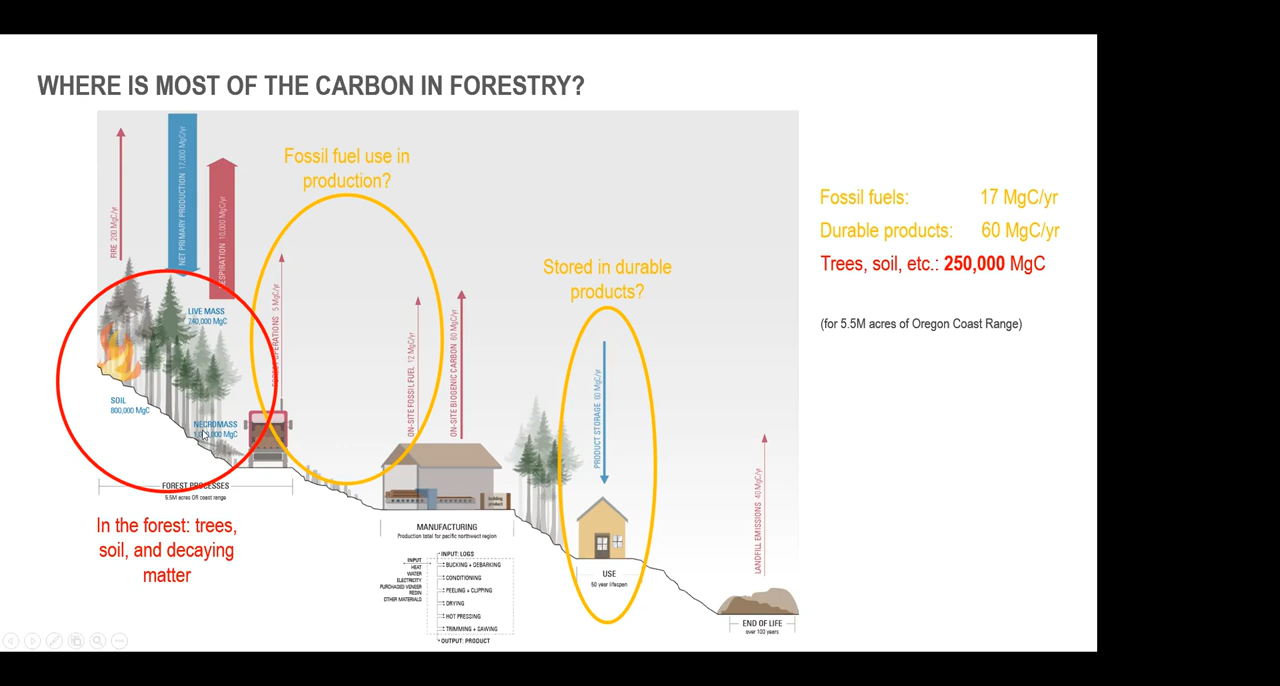 WHERE IS MOST OF THE CARBON IN FORESTRY?
FIRE 200 MgC/yr
NET PRIMARY PRODUCTION 17,000 MgC/yr
RESPIRATION 10,000 MgC/yr
Fossil fuel use in
production?
FOREST OPERATIONS 5 MgC/yr
ON-SITE FOSSIL FUEL 12 MgC/yr
ON-SITE BIOGENIC CARBON 60 MgC/yr
Stored in durable
products?
PRODUCT STORAGE 60 MgC/yr
LANDFILL EMISSIONS 40 MgC/yr
LIVE MASS
740,000 MgC
SOIL
800,000 MgC
NECROMASS
MgC
FOREST PROCESSES
5.5M acres OR coast range
In the forest: trees,
soil, and decaying
matter
building
product
MANUFACTURING
Production total for pacific northwest region
INPUT
HEAT
WATER
ELECTRICITY
PURCHASED VENEER
RESIN
OTHER MATERIALS
INPUT: LOGS
BUCKING + DEBARKING
CONDITIONING
PEELING + CLIPPING
DRYING
HOT PRESSING
TRIMMING + SAWING
OUTPUT: PRODUCT
USE
50 year lifespan
END OF LIFE
over 100 years
Fossil fuels: 17 MgC/yr
Durable products: 60 MgC/yr
Trees, soil, etc.: 250,000 MgC
(for 5.5M acres of Oregon Coast Range)